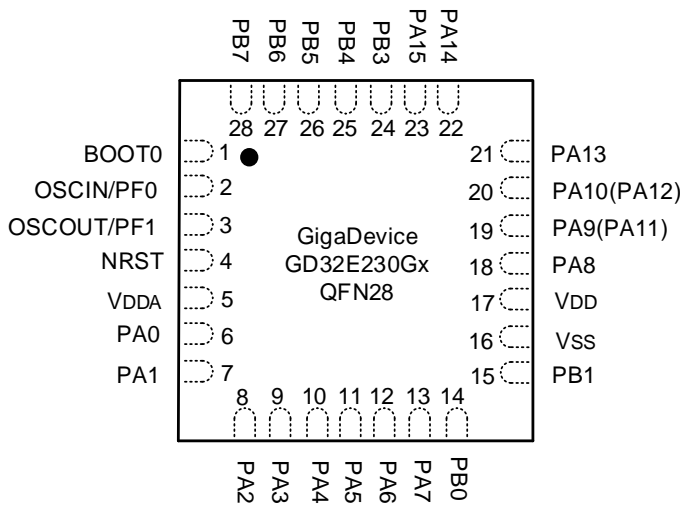 PB7 PB6 PB5 PB4 PB3 PA15 PA14
28 27 26 25 24 23 22
BOOT0 1 21 PA13
OSCIN/PF0 2 20 PA10(PA12)
OSCOUT/PF1 3 19 PA9(PA11)
NRST 4 18 PA8
VDDA 5 17 VDD
PA0 6 16 VSS
PA1 7 15 PB1
GigaDevice
GD32E230Gx
QFN28
8 9 10 11 12 13 14
PA2 PA3 PA4 PA5 PA6 PA7 PB0